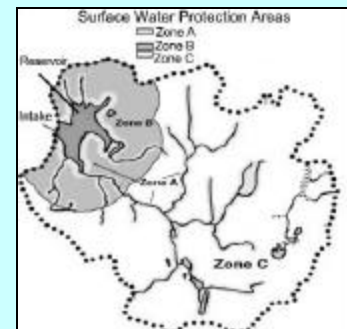 Surface Water Protection Areas
Zone A
Zone B
Zone C
Reservoir
Intake
Zone B
Zone A
Zone C